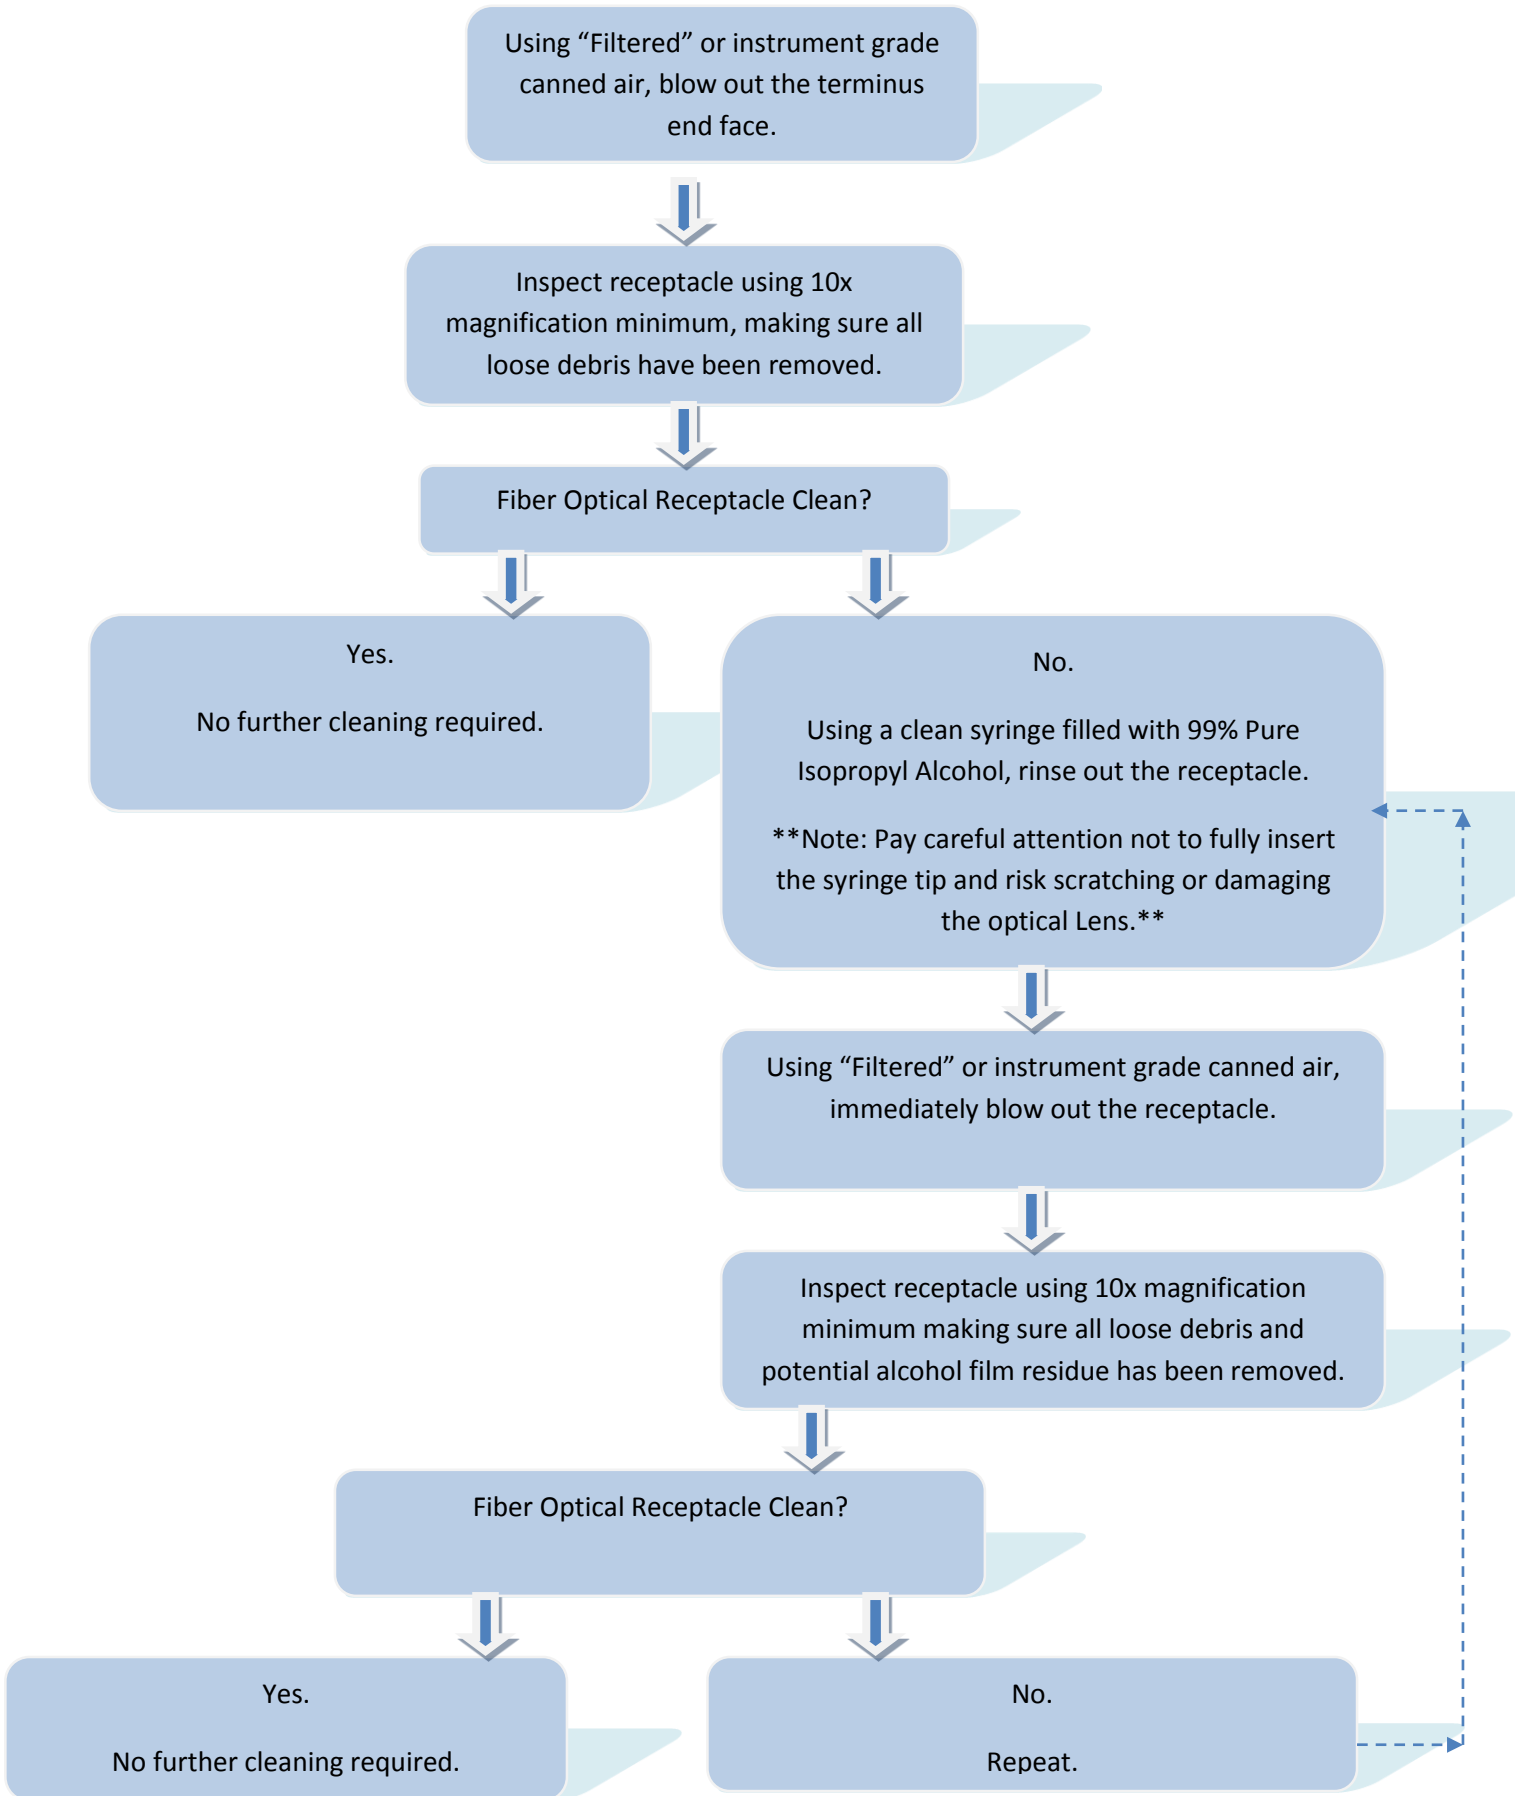 Using “Filtered” or instrument grade
canned air, blow out the terminus
end face.
Inspect receptacle using 10x
magnification minimum, making sure all
loose debris have been removed.
Fiber Optical Receptacle Clean?
Yes.
No further cleaning required.
No.
Using a clean syringe filled with 99% Pure
Isopropyl Alcohol, rinse out the receptacle.
**Note: Pay careful attention not to fully insert
the syringe tip and risk scratching or damaging
the optical Lens.**
Using “Filtered” or instrument grade canned air,
immediately blow out the receptacle.
Inspect receptacle using 10x magnification
minimum making sure all loose debris and
potential alcohol film residue has been removed.
Fiber Optical Receptacle Clean?
Yes.
No further cleaning required.
No.
Repeat.